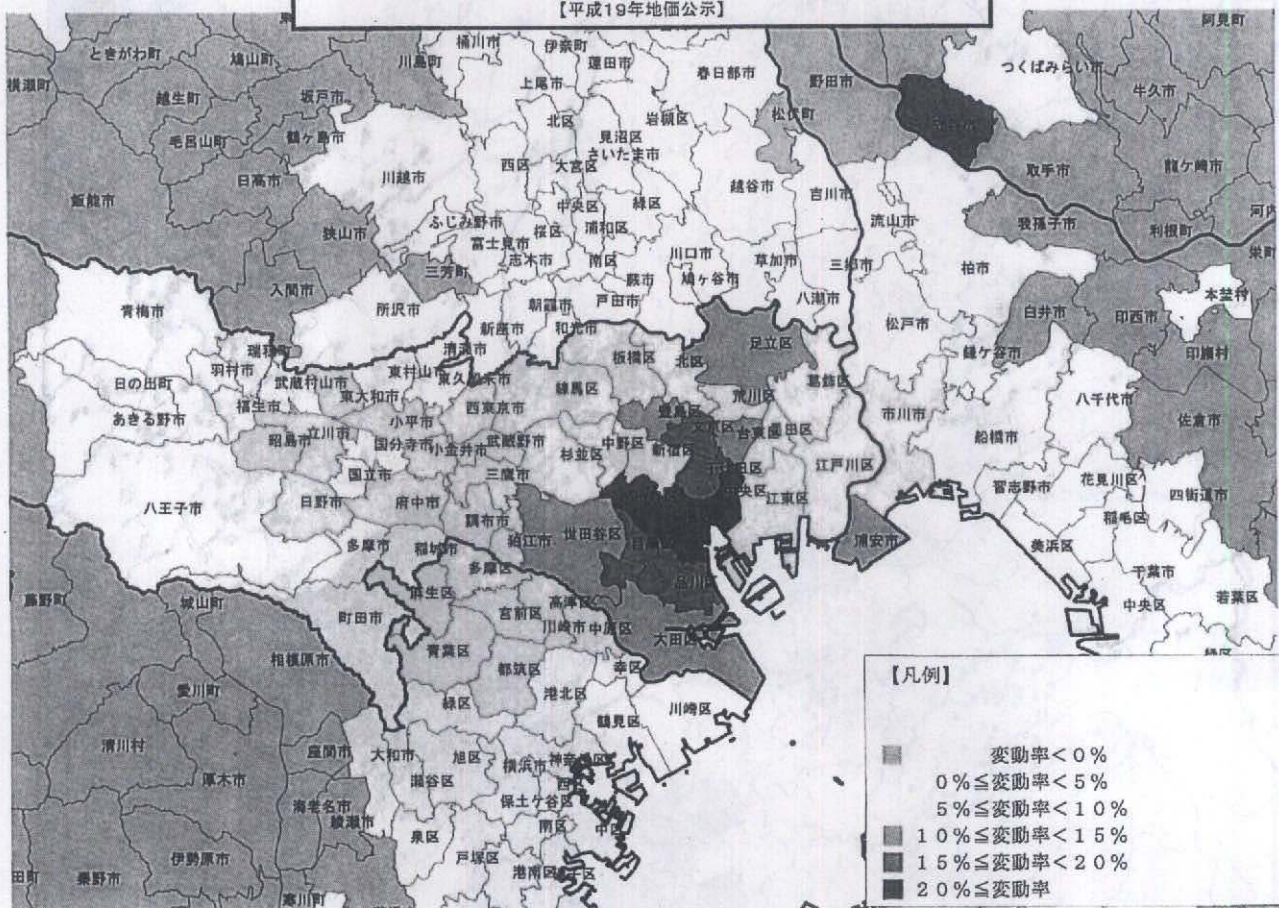 【平成19年地価公示】
阿見町
ときがわ町
鳩山町
川島町
桶川市
伊奈町
蓮田市
春日部市
野田市
つくばみらい市
横瀬町
越生町
坂戸市
上尾市
松伏町
牛久市
毛呂山町
鶴ヶ島市
北区
見沼区
岩槻区
さいたま市
日高市
川越市
西区
大宮区
越谷市
吉川市
取手市
龍ケ崎市
飯能市
中央区
緑区
流山市
我孫子市
利根町
河内
狭山市
ふじみ野市
富士見市
桜区
浦和区
栄町
三芳町
志木市
南区
川口市
草加市
三郷市
柏市
入間市
蕨市
鳩ヶ谷市
本埜村
青梅市
所沢市
朝霞市
戸田市
八潮市
白井市
印西市
新座市
和光市
松戸市
清瀬市
足立区
印旛村
瑞穂町
板橋区
北区
鎌ケ谷市
羽村市
武蔵村山市
東村山市
東久留米市
葛飾区
日の出町
東大和市
練馬区
荒川区
八千代市
福生市
西東京市
豊島区
市川市
佐倉市
あきる野市
小平市
文京区
台東区
墨田区
昭島市
立川市
国分寺市
小金井市
武蔵野市
中野区
新宿区
船橋市
杉並区
千代田区
江戸川区
国立市
三鷹市
中央区
習志野市
花見川区
四街道市
八王子市
日野市
府中市
江東区
稲毛区
調布市
狛江市
世田谷区
目黒区
浦安市
美浜区
多摩市
稲城市
多摩区
品川区
千葉市
藤野町
城山町
麻生区
中央区
若葉区
町田市
宮前区
高津区
川崎市
中原区
大田区
相模原市
青葉区
幸区
緑区
都筑区
愛川町
緑区
港北区
川崎区
鶴見区
清川村
座間市
大和市
旭区
横浜市
神奈川区
厚木市
瀬谷区
西区
海老名市
保土ケ谷区
綾瀬市
泉区
南区
中区
伊勢原市
戸塚区
秦野市
港南区
寒川町
【凡例】
変動率<0%
0%≦変動率<5%
5%≦変動率<10%
10%≦変動率<15%
15%≦変動率<20%
20%≦変動率